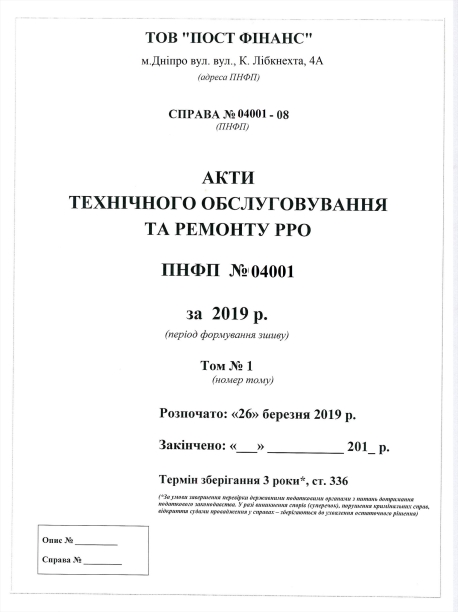 ТОВ "ПОСТ ФІНАНС"
м.Дніпро вул. вул., К. Лібкнехта, 4А
(адреса ПНФП)
СПРАВА № 04001 - 08
(ПНФП)
АКТИ
ТЕХНІЧНОГО ОБСЛУГОВУВАННЯ
ТА РЕМОНТУ РРО
ПНФП № 04001
за 2019 р.
(період формування зшиву)
Том № 1
(номер тому)
Розпочато: «26» березня 2019 р.
Закінчено: «___» ___________ 201_ р.
Термін зберігання 3 роки*, ст. 336
(*За умови завершення перевірки державними податковими органами з питань дотримання
податкового законодавства. У разі виникнення спорів (суперечок), порушення кримінальних справ,
відкриття судами провадження у справах – зберігаються до ухвалення остаточного рішення)
Опис № __________
Справа № _________